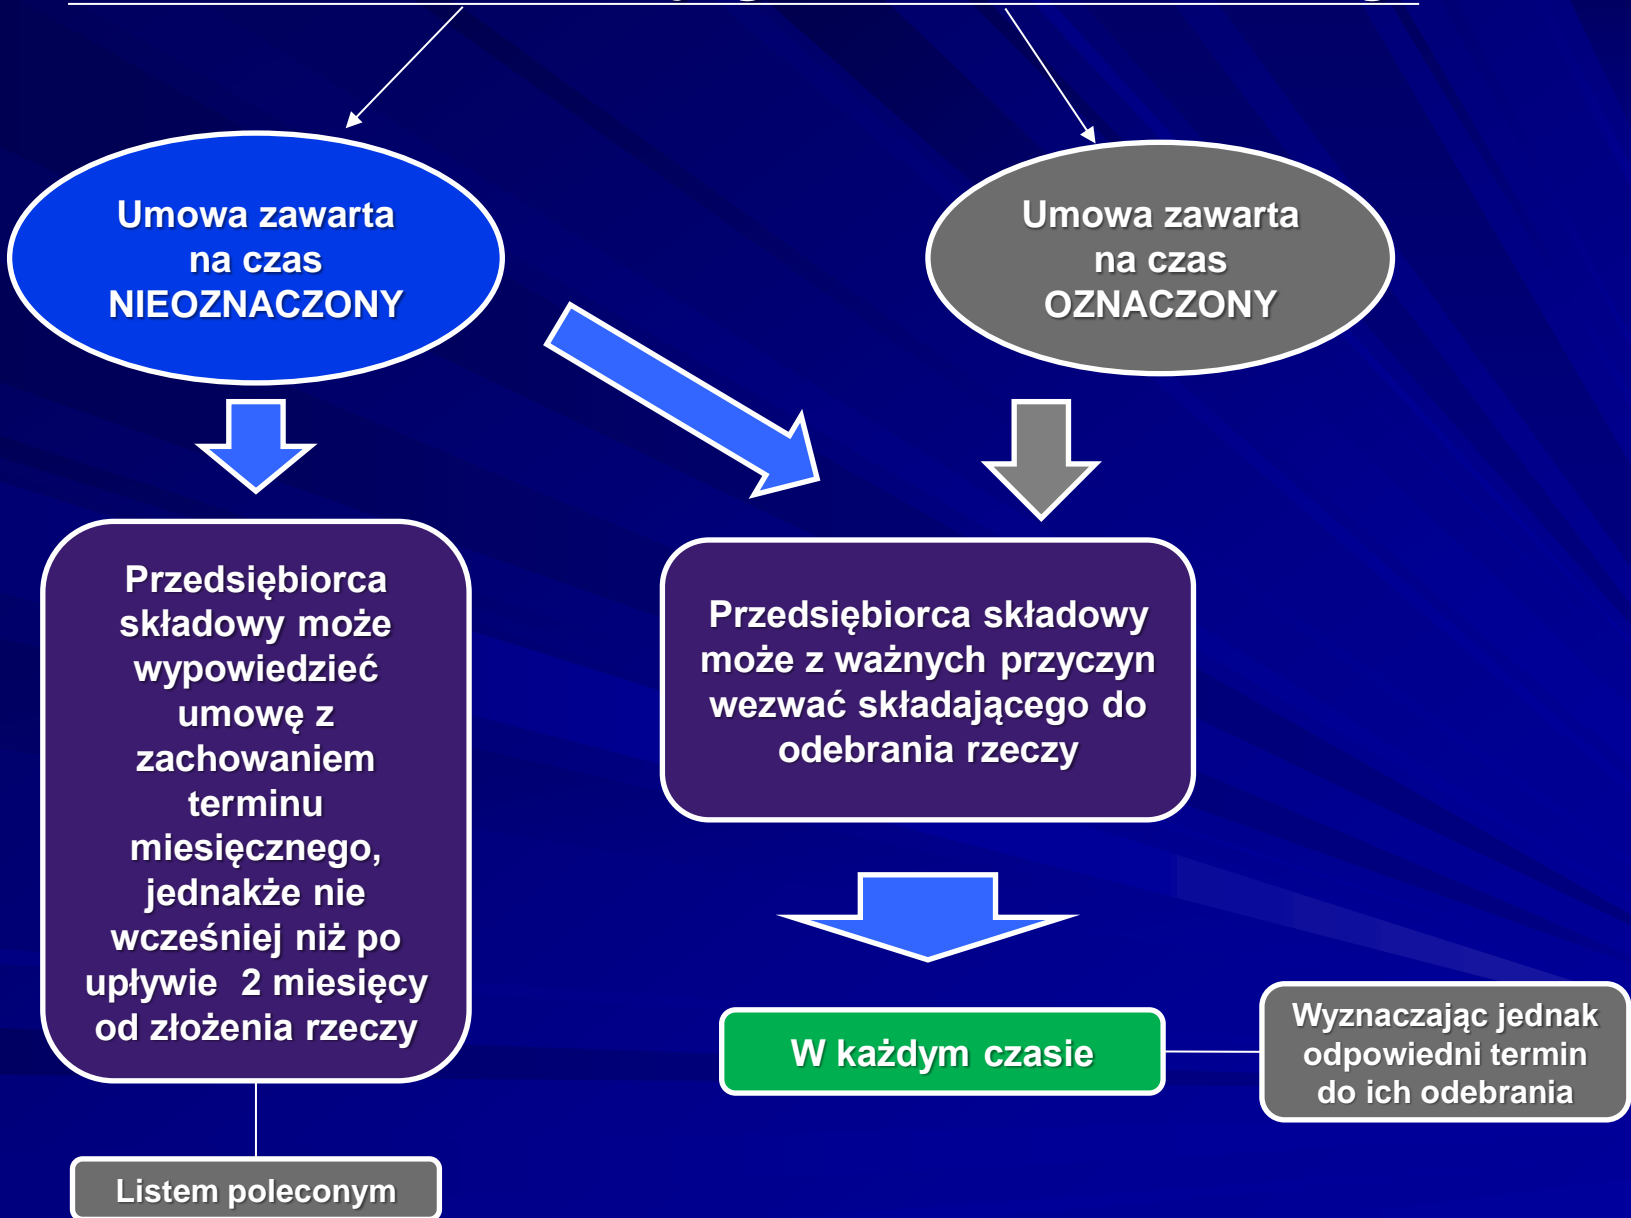 Umowa zawarta
na czas
NIEOZNACZONY
Umowa zawarta
na czas
OZNACZONY
Przedsiębiorca
składowy może
wypowiedzieć
umowę z
zachowaniem
terminu
miesięcznego,
jednakże nie
wcześniej niż po
upływie 2 miesięcy
od złożenia rzeczy
Przedsiębiorca składowy
może z ważnych przyczyn
wezwać składającego do
odebrania rzeczy
W każdym czasie
Wyznaczając jednak
odpowiedni termin
do ich odebrania
Listem poleconym